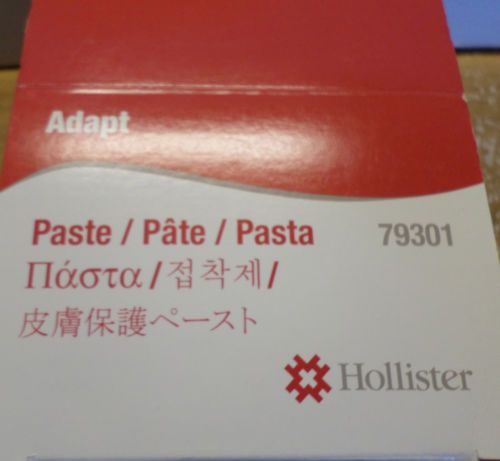 Adapt
Paste / Pâte / Pasta 79301
Πάστα / 접착제 /
皮膚保護ペースト
Hollister